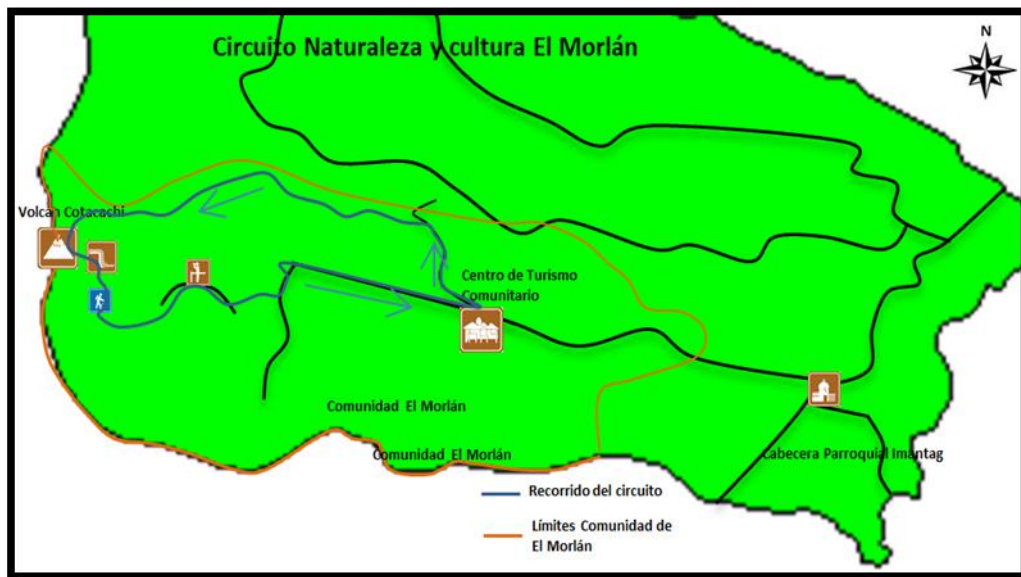 Circuito Naturaleza y cultura El Morlán
N
Volcán Cotacachi
Centro de Turismo
Comunitario
Comunidad El Morlán
Comunidad El Morlán
Cabecera Parroquial Imantag
Recorrido del circuito
Límites Comunidad de
El Morlán